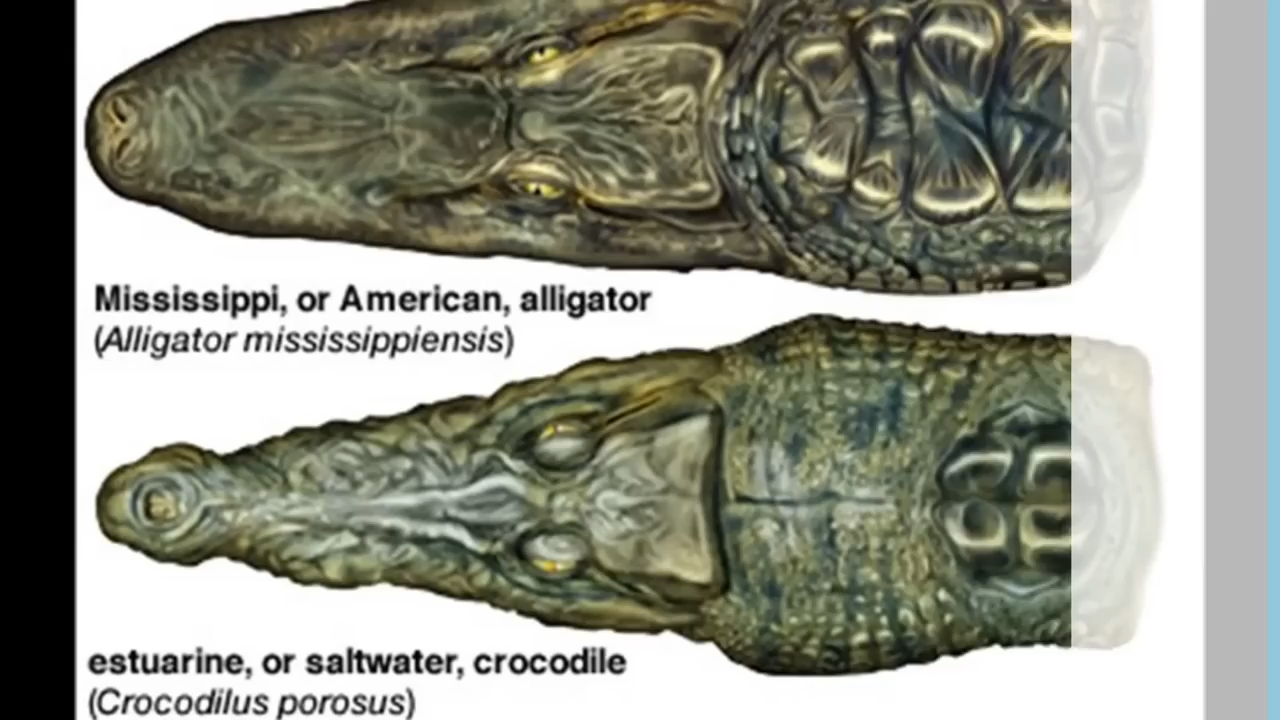 Mississippi, or American, alligator
(Alligator mississippiensis)
estuarine, or saltwater, crocodile
(Crocodilus porosus)